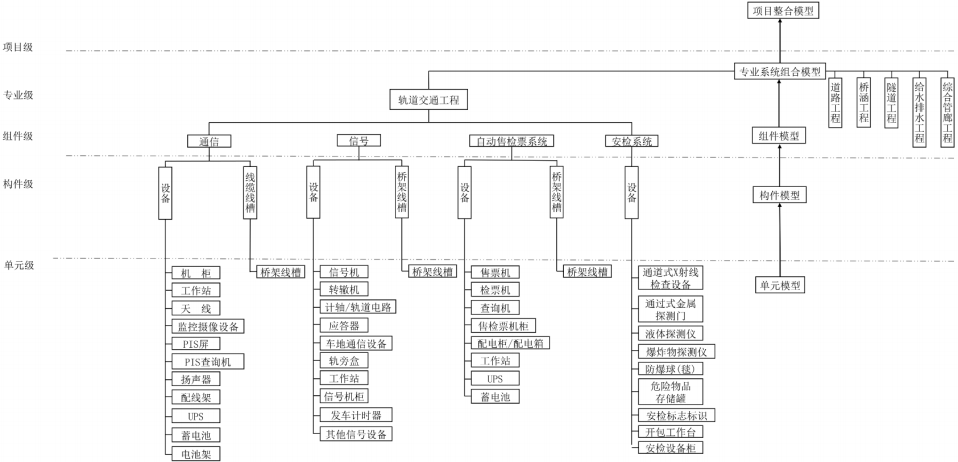 项目整合模型
项目级
专业系统组合模型
专业级
轨道交通工程
道路工程
桥涵工程
隧道工程
给水排水工程
综合管廊工程
组件级
通信
信号
自动售检票系统
安检系统
组件模型
构件级
设备
线缆线槽
设备
桥架线槽
设备
桥架线槽
设备
构件模型
单元级
机 柜
工作站
天 线
监控摄像设备
PIS屏
PIS查询机
扬声器
配线架
UPS
蓄电池
电池架
桥架线槽
信号机
转辙机
计轴/轨道电路
应答器
车地通信设备
轨旁盒
工作站
信号机柜
发车计时器
其他信号设备
桥架线槽
售票机
检票机
查询机
售检票机柜
配电柜/配电箱
工作站
UPS
蓄电池
桥架线槽
通道式X射线
检查设备
通过式金属
探测门
液体探测仪
爆炸物探测仪
防爆球(毯)
危险物品
存储罐
安检标志标识
开包工作台
安检设备柜
单元模型